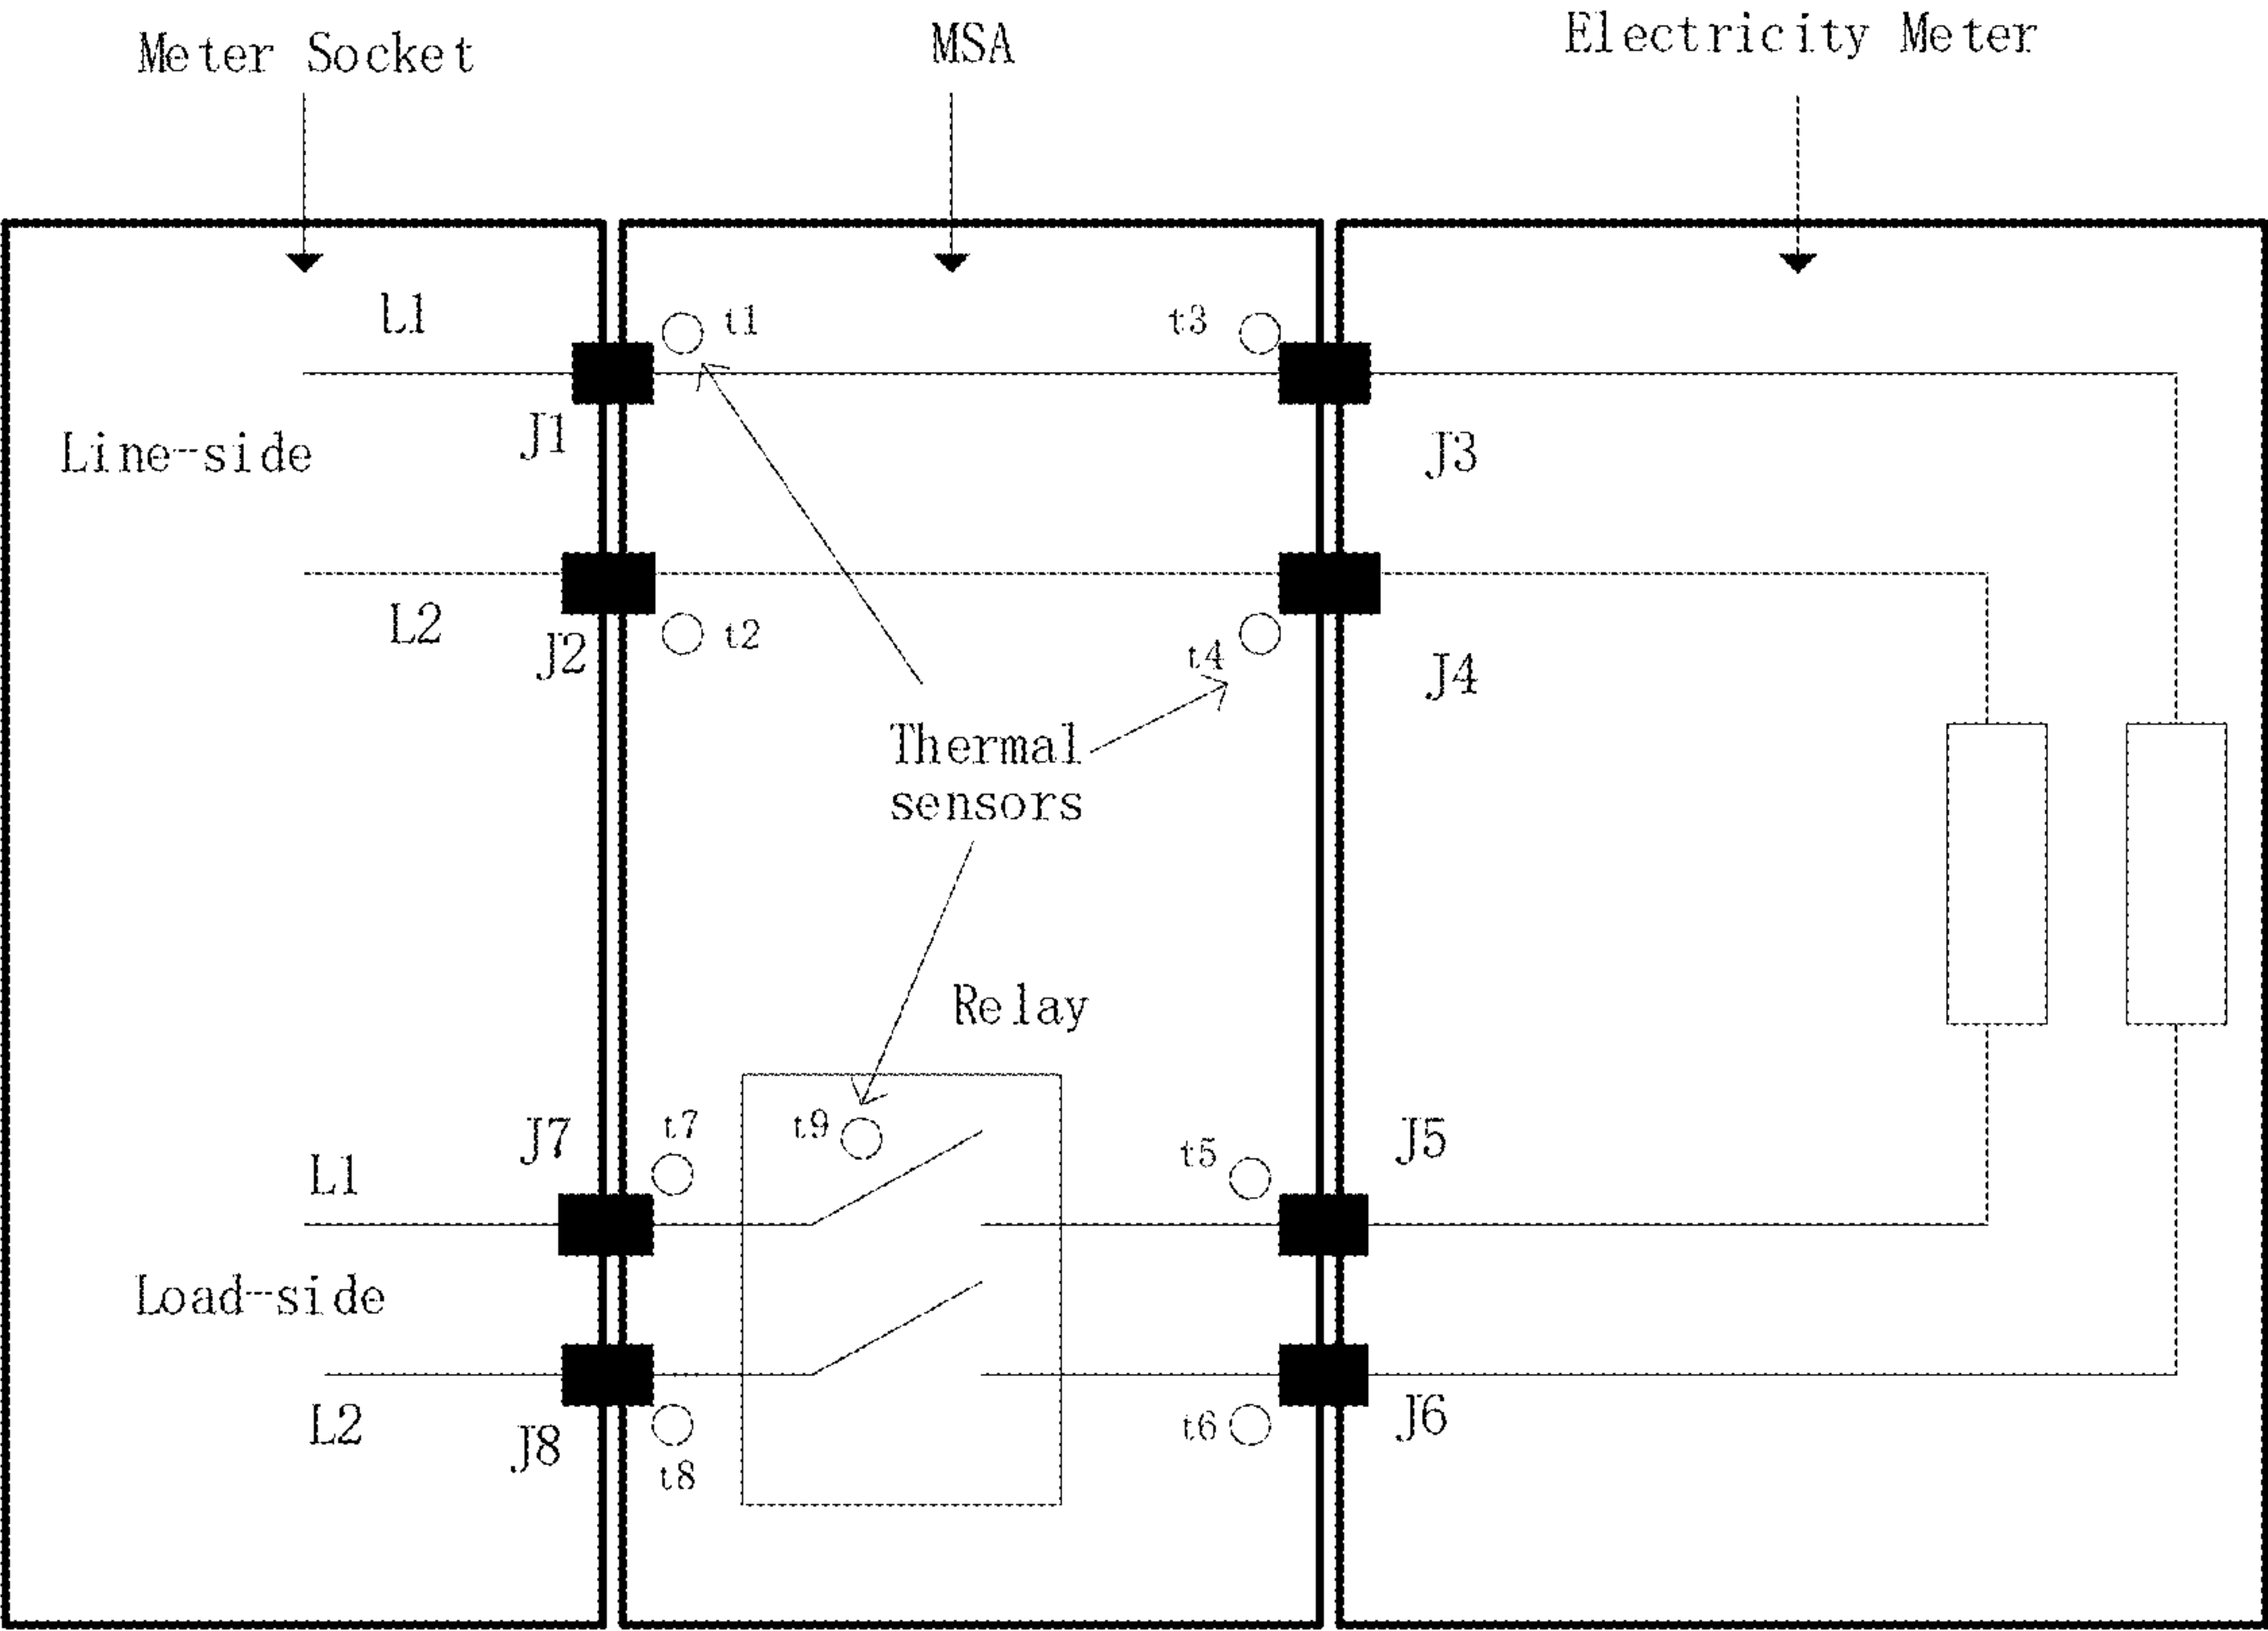 Meter Socket
MSA
Electricity Meter
L1
t1
t3
J1
J3
Line-side
L2
J2
t2
t4
J4
Thermal
sensors
Relay
J7
t7
t9
t5
J5
L1
Load-side
L2
J8
t8
t6
J6